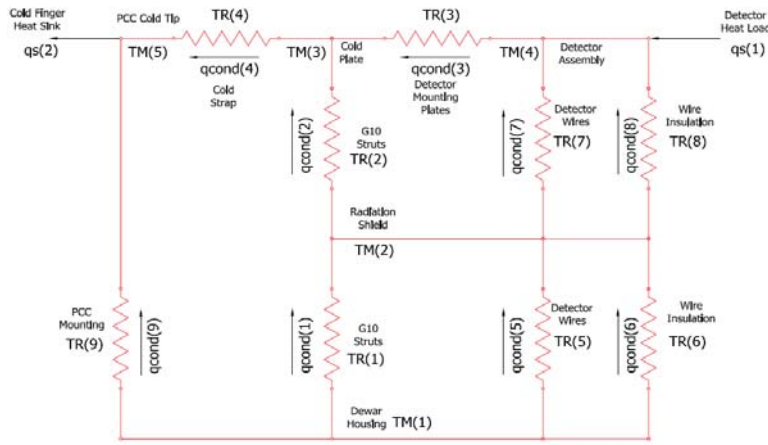 Cold Finger
Heat Sink
qs(2)
PCC Cold Tip
TM(5)
TR(4)
qcond(4)
Cold
Strap
TM(3)
Cold
Plate
TR(3)
qcond(3)
Detector
Mounting
Plates
TM(4)
Detector
Assembly
Detector
Heat Load
qs(1)
qcond(2)
G10
Struts
TR(2)
qcond(7)
Detector
Wires
TR(7)
qcond(8)
Wire
Insulation
TR(8)
Radiation
Shield
TM(2)
PCC
Mounting
TR(9)
qcond(9)
qcond(1)
G10
Struts
TR(1)
qcond(5)
Detector
Wires
TR(5)
qcond(6)
Wire
Insulation
TR(6)
Dewar
Housing
TM(1)